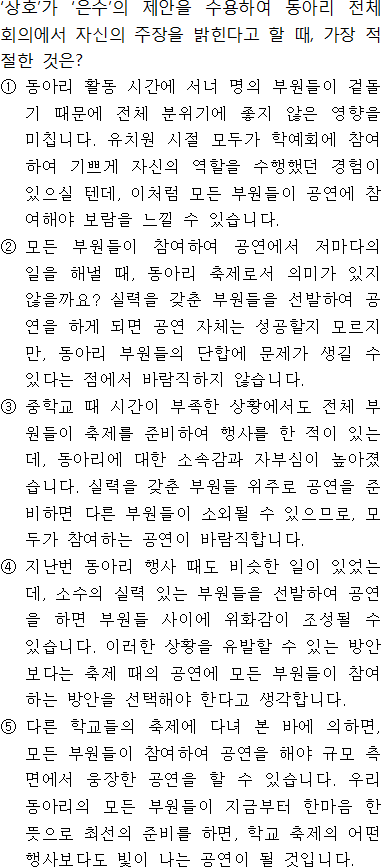 '상호'가 '은수'의 제안을 수용하여 동아리 전체
회의에서 자신의 주장을 밝힌다고 할 때, 가장 적
절한 것은?
① 동아리 활동 시간에 서너 명의 부원들이 겉돌
기 때문에 전체 분위기에 좋지 않은 영향을
미칩니다. 유치원 시절 모두가 학예회에 참여
하여 기쁘게 자신의 역할을 수행했던 경험이
있으실 텐데, 이처럼 모든 부원들이 공연에 참
여해야 보람을 느낄 수 있습니다.
② 모든 부원들이 참여하여 공연에서 저마다의
일을 해낼 때, 동아리 축제로서 의미가 있지
않을까요? 실력을 갖춘 부원들을 선발하여 공
연을 하게 되면 공연 자체는 성공할지 모르지
만, 동아리 부원들의 단합에 문제가 생길 수
있다는 점에서 바람직하지 않습니다.
③ 중학교 때 시간이 부족한 상황에서도 전체 부
원들이 축제를 준비하여 행사를 한 적이 있는
데, 동아리에 대한 소속감과 자부심이 높아졌
습니다. 실력을 갖춘 부원들 위주로 공연을 준
비하면 다른 부원들이 소외될 수 있으므로, 모
두가 참여하는 공연이 바람직합니다.
④ 지난번 동아리 행사 때도 비슷한 일이 있었는
데, 소수의 실력 있는 부원들을 선발하여 공연
을 하면 부원들 사이에 위화감이 조성될 수
있습니다. 이러한 상황을 유발할 수 있는 방안
보다는 축제 때의 공연에 모든 부원들이 참여
하는 방안을 선택해야 한다고 생각합니다.
⑤ 다른 학교들의 축제에 다녀 본 바에 의하면,
모든 부원들이 참여하여 공연을 해야 규모 측
면에서 웅장한 공연을 할 수 있습니다. 우리
동아리의 모든 부원들이 지금부터 한마음 한
뜻으로 최선의 준비를 하면, 학교 축제의 어떤
행사보다도 빛이 나는 공연이 될 것입니다.